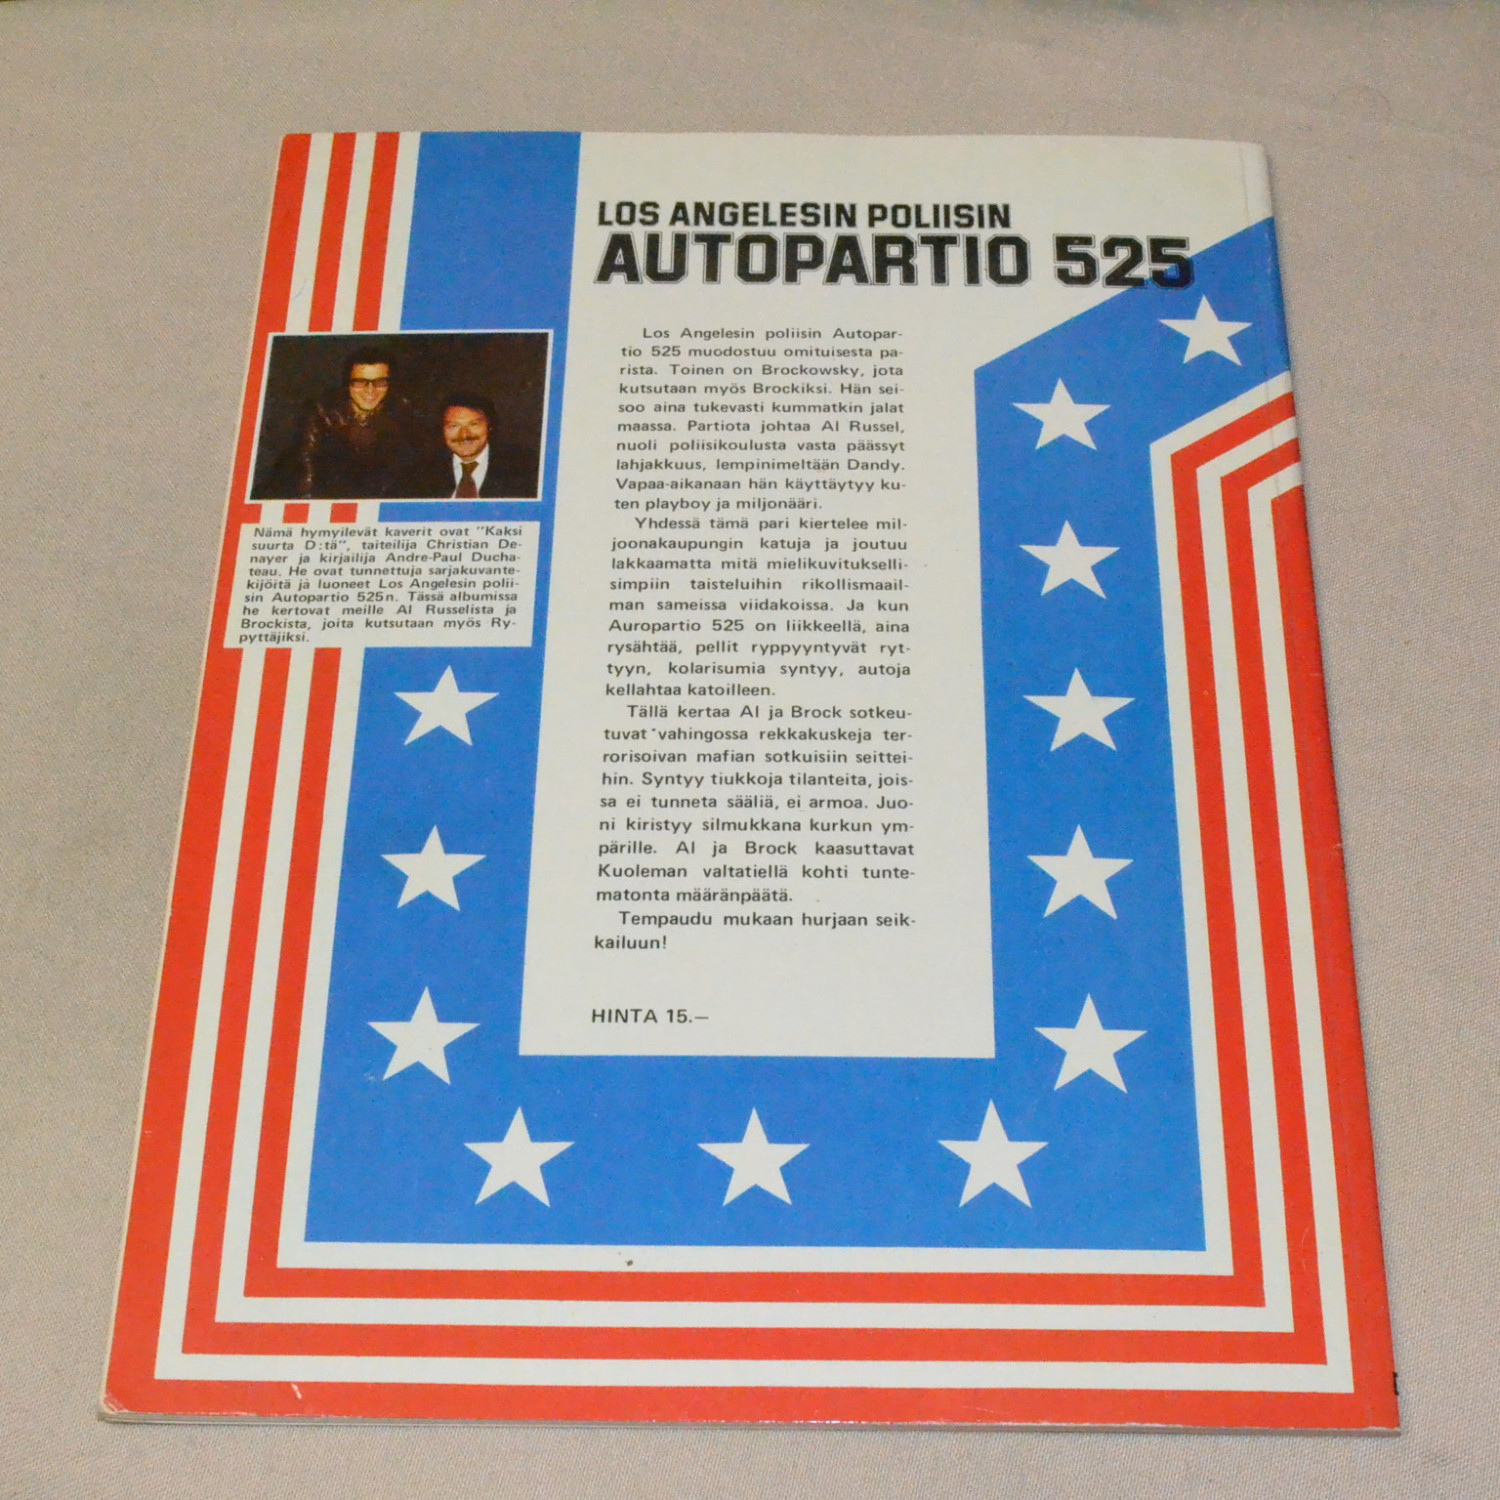 LOS ANGELESIN POLIISIN
AUTOPARTIO 525
Los Angelesin poliisin Autopar-
tio 525 muodostuu omituisesta pa-
rista. Toinen on Brockowsky, jota
kutsutaan myös Brockiksi. Hän sei-
soo aina tukevasti kummatkin jalat
maassa. Partiota johtaa Al Russel,
nuoli poliisikoulusta vasta päässyt
lahjakkuus, lempinimeltään Dandy.
Vapaa-aikanaan hän käyttäytyy ku-
ten playboy ja miljonääri.
Yhdessä tämä pari kiertelee mil-
joonakaupungin katuja ja joutuu
lakkaamatta mitä mielikuvitukselli-
simpiin taisteluihin rikollismaail-
man sameissa viidakoissa. Ja kun
Auropartio 525 on liikkeellä, aina
rysähtää, pellit ryppyyntyvät ryt-
tyyn, kolarisumia syntyy, autoja
kellahtaa katoilleen.
Tällä kertaa Al ja Brock sotkeu-
tuvat vahingossa rekkakuskeja ter-
rorisoivan mafian sotkuisiin seittei-
hin. Syntyy tiukkoja tilanteita, jois-
sa ei tunneta sääliä, ei armoa. Juo-
ni kiristyy silmukkana kurkun ym-
pärille. Al ja Brock kaasuttavat
Kuoleman valtatiellä kohti tunte-
matonta määränpäätä.
Tempaudu mukaan hurjaan seik-
kailuun!
HINTA 15.—
Nämä hymyilevät kaverit ovat "Kaksi
suurta D:tä", taiteilija Christian De-
nayer ja kirjailija Andre-Paul Ducha-
teau. He ovat tunnettuja sarjakuvante-
kijöitä ja luoneet Los Angelesin polii-
sin Autopartio 525n. Tässä albumissa
he kertovat meille Al Russelista ja
Brockista, joita kutsutaan myös Ry-
pyttäjiksi.